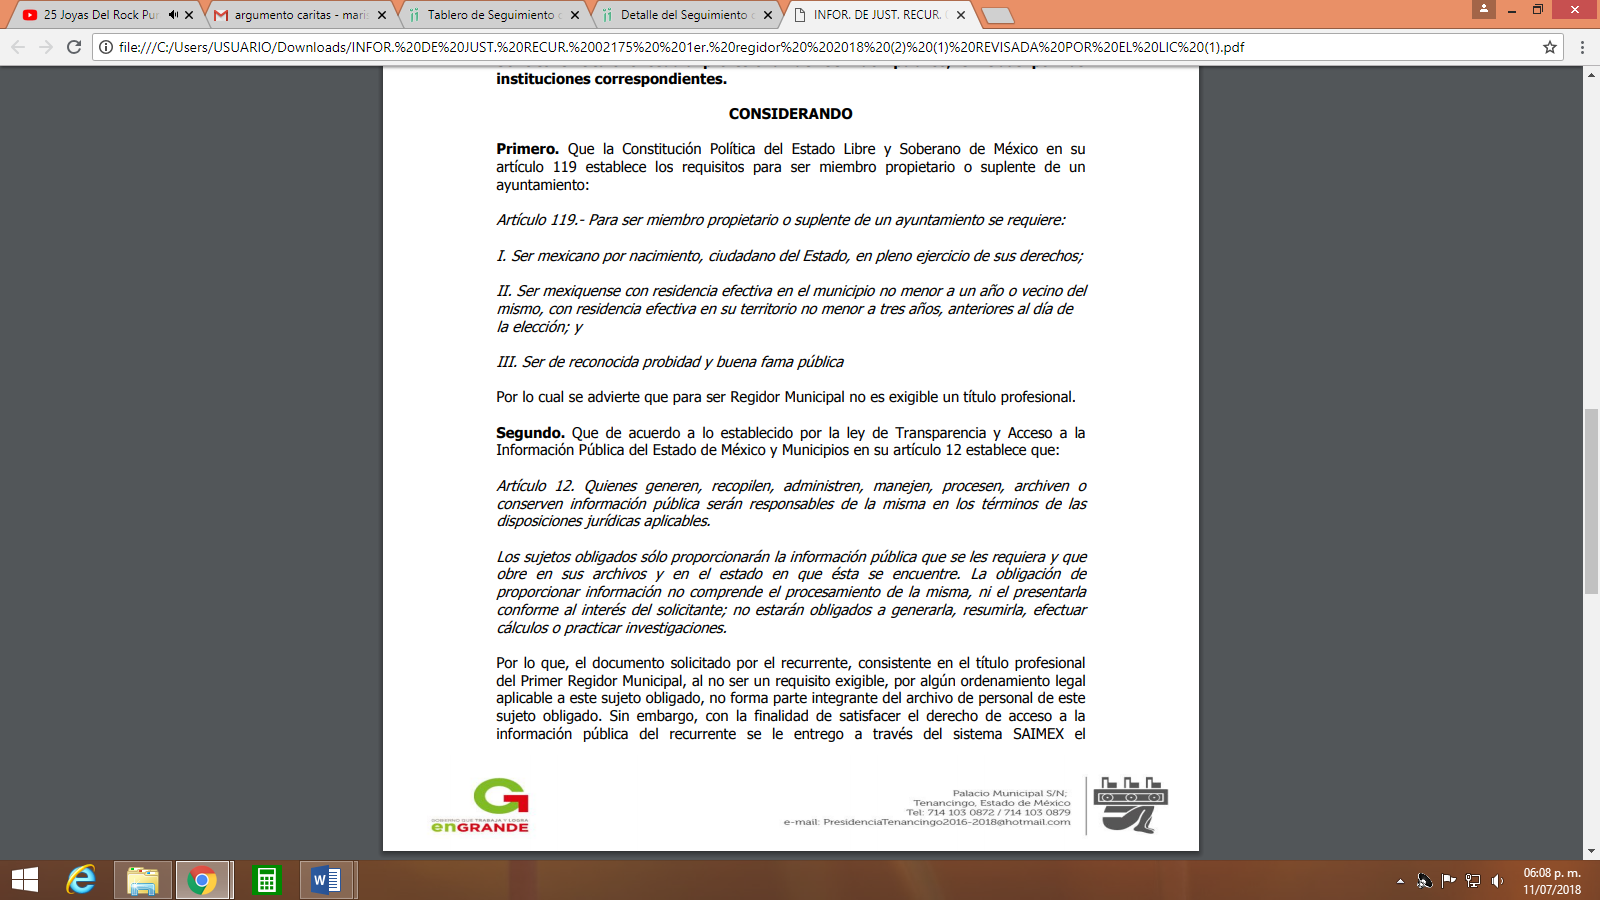 25 Joyas Del Rock Pu
argumento caritas - maris
Tablero de Seguimiento
Detalle del Seguimiento
INFOR. DE JUST. RECUR.
file:///C:/Users/USUARIO/Downloads/INFOR.%20DE%20JUST.%20RECUR.%2002175%20%201er.%20regidor%20%202018%20(2)%20(1)%20REVISADA%20POR%20EL%20LIC%20(1).pdf
instituciones correspondientes.
CONSIDERANDO
Primero. Que la Constitución Política del Estado Libre y Soberano de México en su
artículo 119 establece los requisitos para ser miembro propietario o suplente de un
ayuntamiento:
Artículo 119.- Para ser miembro propietario o suplente de un ayuntamiento se requiere:
I. Ser mexicano por nacimiento, ciudadano del Estado, en pleno ejercicio de sus derechos;
II. Ser mexiquense con residencia efectiva en el municipio no menor a un año o vecino del
mismo, con residencia efectiva en su territorio no menor a tres años, anteriores al día de
la elección; y
III. Ser de reconocida probidad y buena fama pública
Por lo cual se advierte que para ser Regidor Municipal no es exigible un título profesional.
Segundo. Que de acuerdo a lo establecido por la ley de Transparencia y Acceso a la
Información Pública del Estado de México y Municipios en su artículo 12 establece que:
Artículo 12. Quienes generen, recopilen, administren, manejen, procesen, archiven o
conserven información pública serán responsables de la misma en los términos de las
disposiciones jurídicas aplicables.
Los sujetos obligados sólo proporcionarán la información pública que se les requiera y que
obre en sus archivos y en el estado en que ésta se encuentre. La obligación de
proporcionar información no comprende el procesamiento de la misma, ni el presentarla
conforme al interés del solicitante; no estarán obligados a generarla, resumirla, efectuar
cálculos o practicar investigaciones.
Por lo que, el documento solicitado por el recurrente, consistente en el título profesional
del Primer Regidor Municipal, al no ser un requisito exigible, por algún ordenamiento legal
aplicable a este sujeto obligado, no forma parte integrante del archivo de personal de este
sujeto obligado. Sin embargo, con la finalidad de satisfacer el derecho de acceso a la
información pública del recurrente se le entrego a través del sistema SAIMEX el
GOBIERNO QUE TRABAJA Y LOGRA
enGRANDE
Palacio Municipal S/N;
Tenancingo, Estado de México
Tel: 714 103 0872 / 714 103 0879
e-mail: PresidenciaTenancingo2016-2018@hotmail.com
06:08 p. m.
11/07/2018